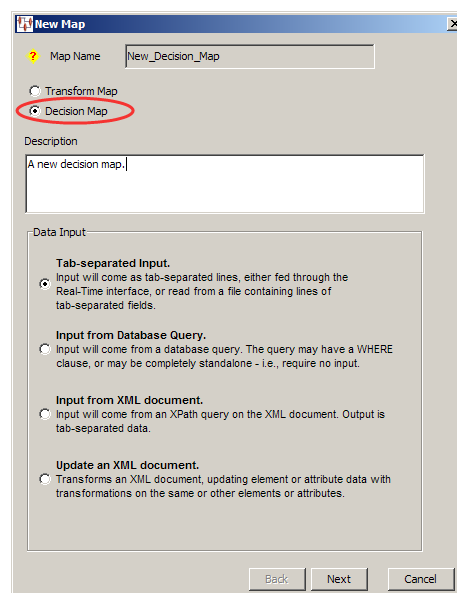 New Map
? Map Name New_Decision_Map
Transform Map
Decision Map
Description
A new decision map.
Data Input
Tab-separated Input.
Input will come as tab-separated lines, either fed through the
Real-Time interface, or read from a file containing lines of
tab-separated fields.
Input from Database Query.
Input will come from a database query. The query may have a WHERE
clause, or may be completely standalone - i.e., require no input.
Input from XML document.
Input will come from an XPath query on the XML document. Output is
tab-separated data.
Update an XML document.
Transforms an XML document, updating element or attribute data with
transformations on the same or other elements or attributes.
Back Next Cancel